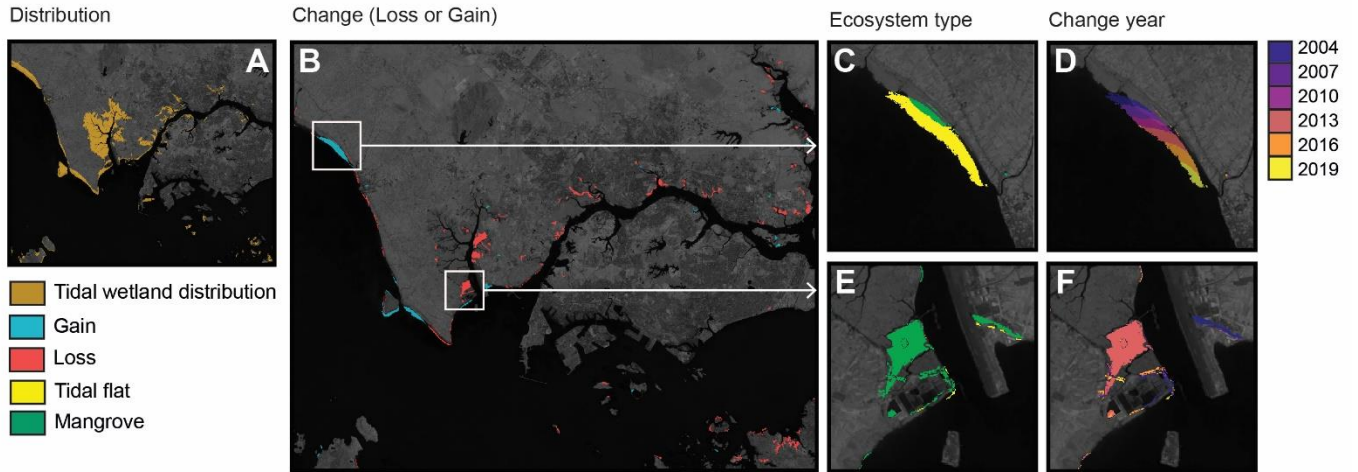 Distribution
Change (Loss or Gain)
Ecosystem type
Change year
A
B
C
D
2004
2007
2010
2013
2016
2019
Tidal wetland distribution
Gain
Loss
Tidal flat
Mangrove
E
F